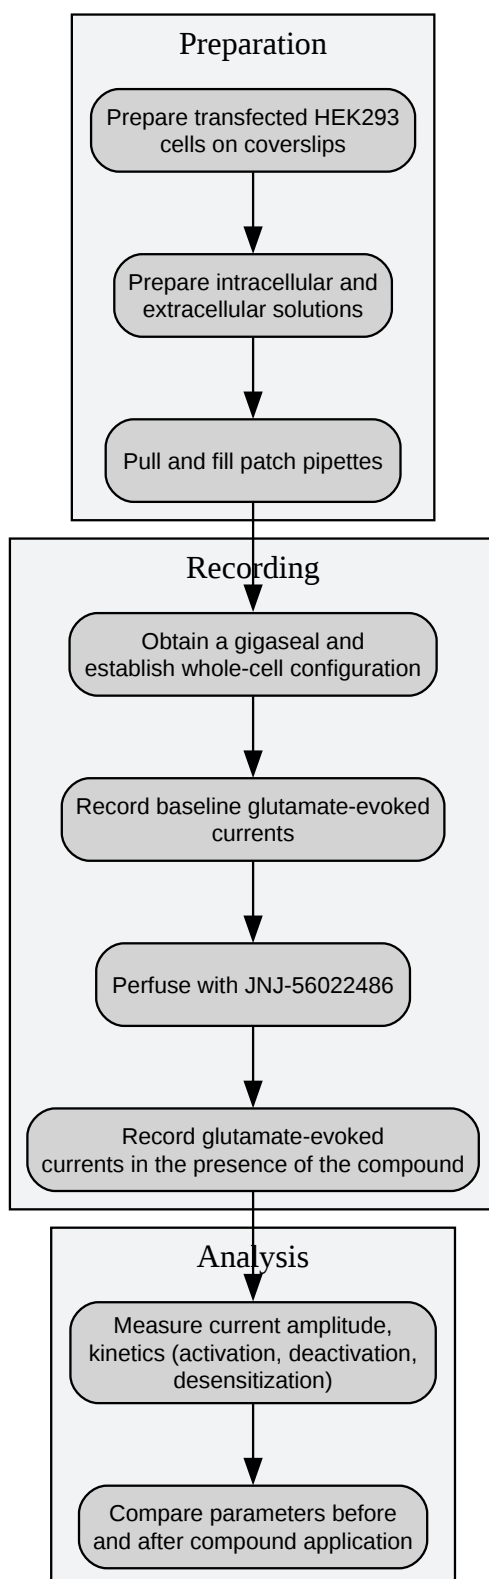 Preparation
Prepare transfected HEK293
cells on coverslips
Prepare intracellular and
extracellular solutions
Pull and fill patch pipettes
Recording
Obtain a gigaseal and
establish whole-cell configuration
Record baseline glutamate-evoked
currents
Perfuse with JNJ-56022486
Record glutamate-evoked
currents in the presence of the compound
Analysis
Measure current amplitude,
kinetics (activation, deactivation,
desensitization)
Compare parameters before
and after compound application